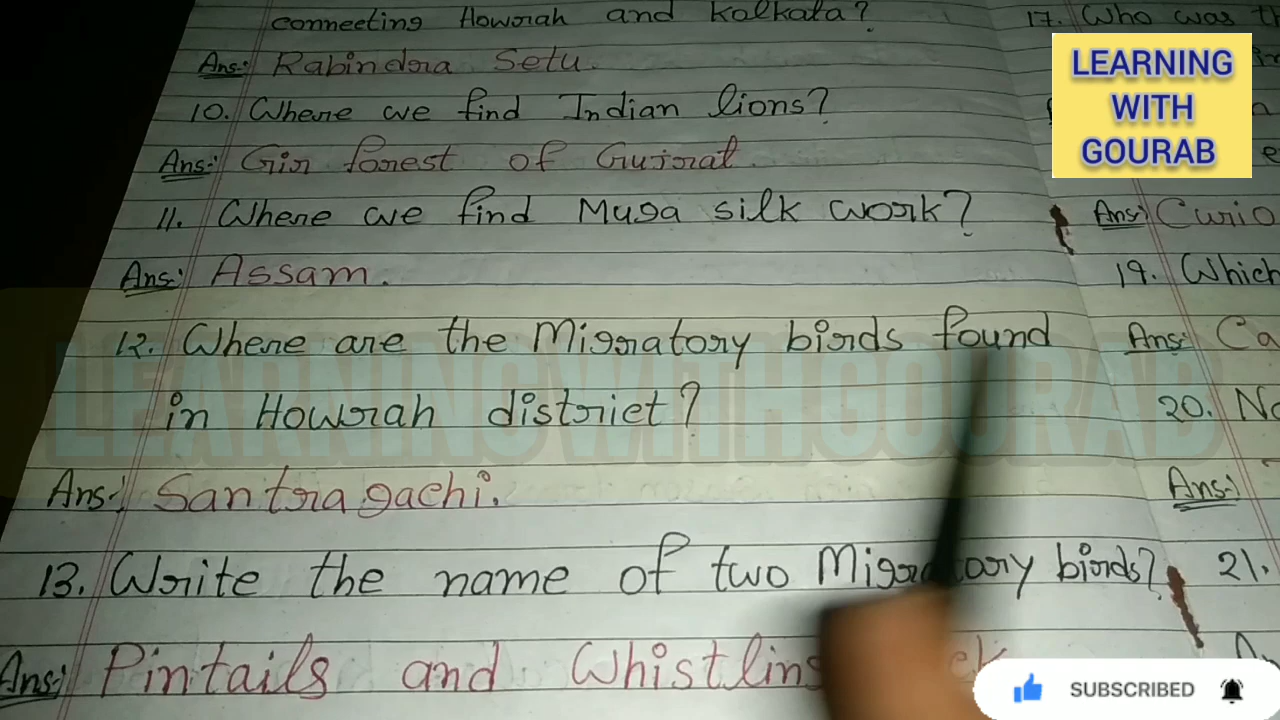 connecting Howrah and Kolkata?
Ans:- Rabindra Setu.
10. Where we find Indian lions?
Ans:- Gir forest of Gujrat.
11. Where we find Muga silk work?
Ans:- Assam.
12. Where are the Migratory birds found
in Howrah district?
Ans:- Santragachi.
13. Write the name of two Migratory birds?
Ans:- Pintails and Whistling
17. Who was th
LEARNING
WITH
GOURAB
Ans:- Curio
19. Which
Ans:- Ca
20. No
Ans:-
21.
LEARNINGWITHGOURAB
SUBSCRIBED